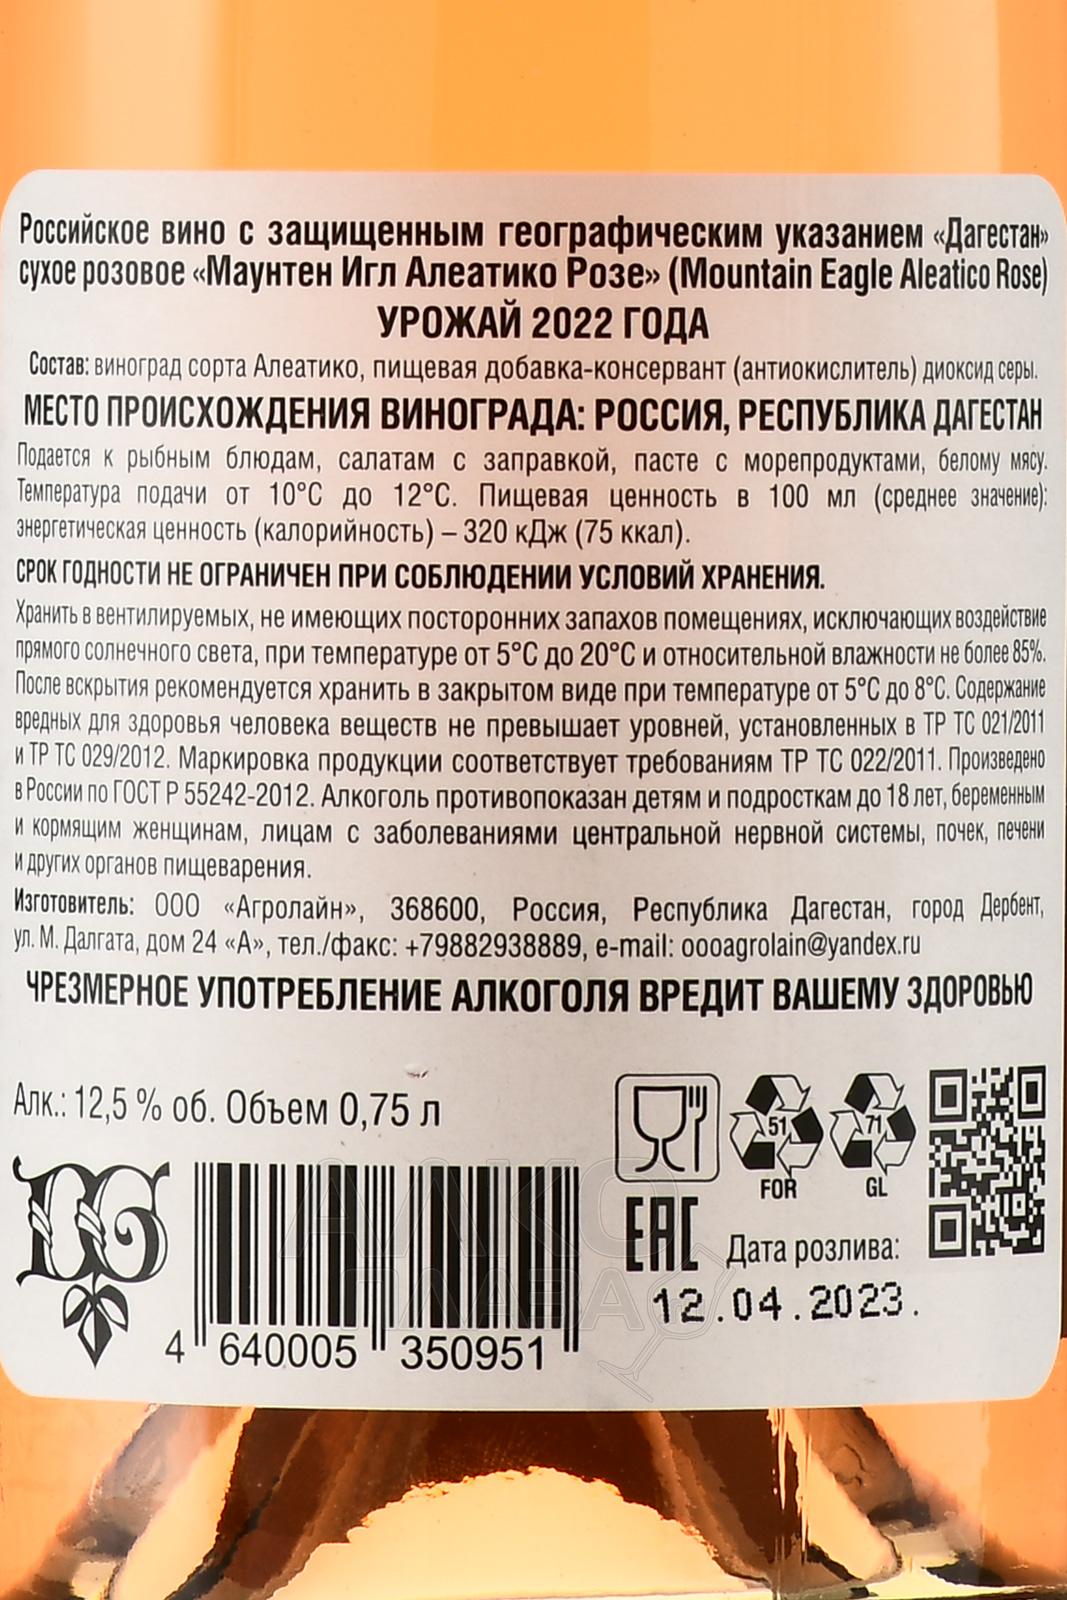 Российское вино с защищенным географическим указанием «Дагестан»
сухое розовое «Маунтен Игл Алеатико Розе» (Mountain Eagle Aleatico Rose)
УРОЖАЙ 2022 ГОДА
Состав: виноград сорта Алеатико, пищевая добавка-консервант (антиокислитель) диоксид серы.
МЕСТО ПРОИСХОЖДЕНИЯ ВИНОГРАДА: РОССИЯ, РЕСПУБЛИКА ДАГЕСТАН
Подается к рыбным блюдам, салатам с заправкой, пасте с морепродуктами, белому мясу.
Температура подачи от 10°С до 12°С. Пищевая ценность в 100 мл (среднее значение):
энергетическая ценность (калорийность) – 320 кДж (75 ккал).
СРОК ГОДНОСТИ НЕ ОГРАНИЧЕН ПРИ СОБЛЮДЕНИИ УСЛОВИЙ ХРАНЕНИЯ.
Хранить в вентилируемых, не имеющих посторонних запахов помещениях, исключающих воздействие
прямого солнечного света, при температуре от 5°С до 20°С и относительной влажности не более 85%.
После вскрытия рекомендуется хранить в закрытом виде при температуре от 5°С до 8°С. Содержание
вредных для здоровья человека веществ не превышает уровней, установленных в ТР ТС 021/2011
и ТР ТС 029/2012. Маркировка продукции соответствует требованиям ТР ТС 022/2011. Произведено
в России по ГОСТ Р 55242-2012. Алкоголь противопоказан детям и подросткам до 18 лет, беременным
и кормящим женщинам, лицам с заболеваниями центральной нервной системы, почек, печени
и других органов пищеварения.
Изготовитель: ООО «Агролайн», 368600, Россия, Республика Дагестан, город Дербент,
ул. М. Далгата, дом 24 «А», тел./факс: +79882938889, e-mail: oooagrolain@yandex.ru
ЧРЕЗМЕРНОЕ УПОТРЕБЛЕНИЕ АЛКОГОЛЯ ВРЕДИТ ВАШЕМУ ЗДОРОВЬЮ
Алк.: 12,5 % об. Объем 0,75 л
51 71
FOR GL
EAC Дата розлива:
12.04.2023.
4 640005 350951
АЛКО
ПЛАЗА